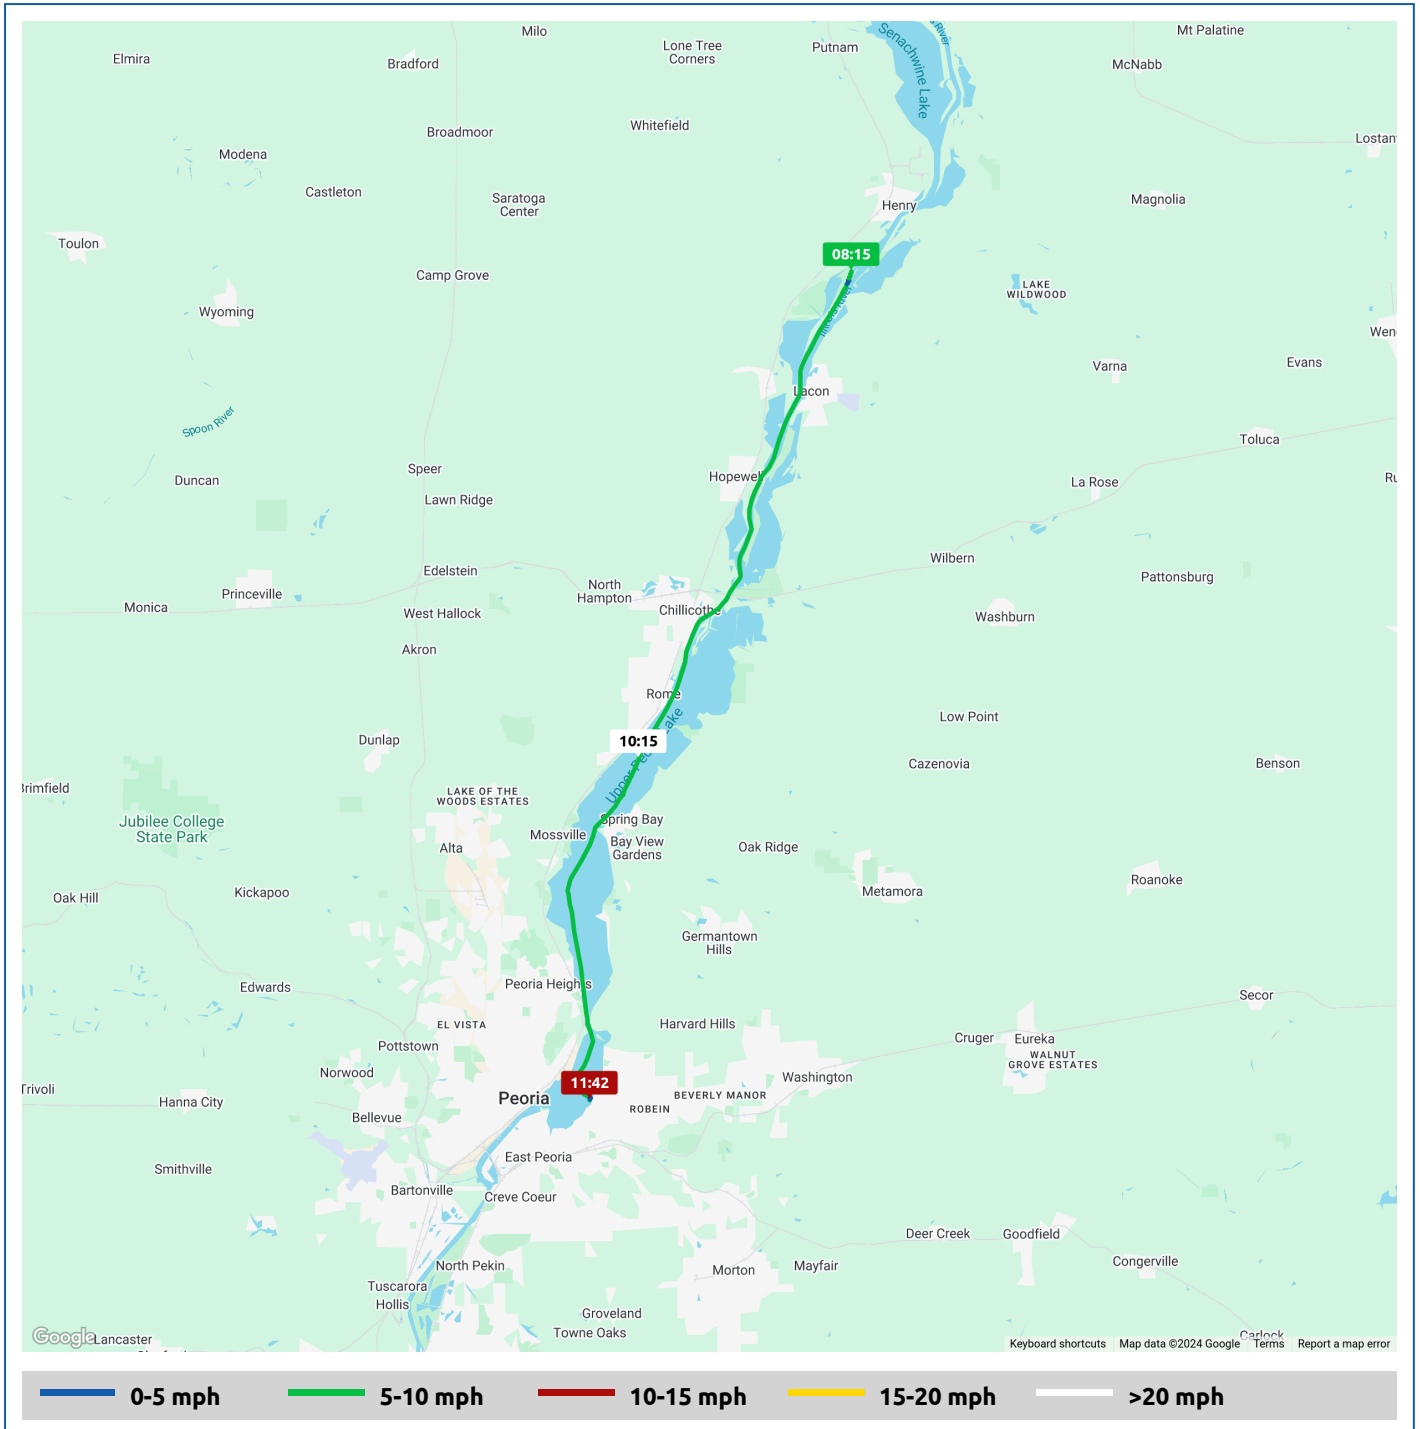 Milo
Mt Palatine
Elmira
Bradford
Lone Tree
Corners
Putnam
Senachwine Lake
River
McNabb
Broadmoor
Whitefield
Modena
Castleton
Saratoga
Center
Henry
Magnolia
Toulon
08:15
Camp Grove
LAKE
WILDWOOD
Wyoming
Illinois River
Varna
Evans
Lacon
Spoon River
Toluca
Duncan
Speer
Hopewell
La Rose
Lawn Ridge
Wilbern
Edelstein
Pattonsburg
Princeville
North
Hampton
Monica
West Hallock
Chillicothe
Washburn
Akron
Rome
Low Point
Dunlap
10:15
Upper Peoria Lake
Cazenovia
Benson
Brimfield
LAKE OF THE
WOODS ESTATES
Jubilee College
State Park
Spring Bay
Mossville
Alta
Bay View
Gardens
Oak Ridge
Oak Hill
Kickapoo
Metamora
Roanoke
Germantown
Hills
Edwards
Peoria Heights
Secor
EL VISTA
Harvard Hills
Pottstown
Cruger
Eureka
WALNUT
GROVE ESTATES
Norwood
Trivoli
Hanna City
11:42
Washington
Peoria
BEVERLY MANOR
ROBEIN
Bellevue
Smithville
East Peoria
Bartonville
Creve Coeur
Deer Creek
Goodfield
North Pekin
Morton
Mayfair
Congerville
Tuscarora
Hollis
Groveland
Towne Oaks
Google
Lancaster
Carlock
Keyboard shortcuts
Map data ©2024 Google
Terms
Report a map error
0-5 mph
5-10 mph
10-15 mph
15-20 mph
>20 mph